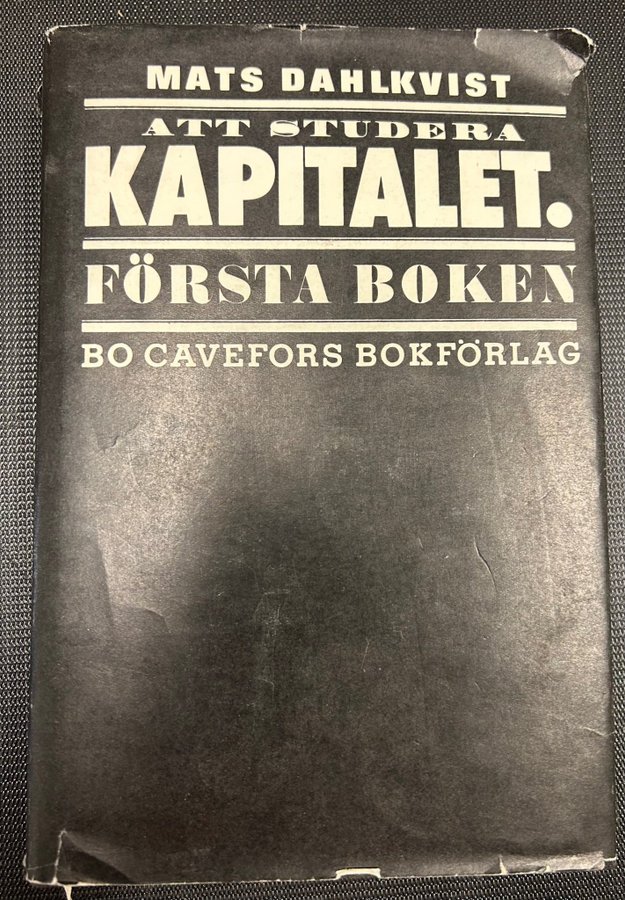 MATS DAHLKVIST
ATT STUDERA
KAPITALET.
FÖRSTA BOKEN
BO CAVEFORS BOKFÖRLAG